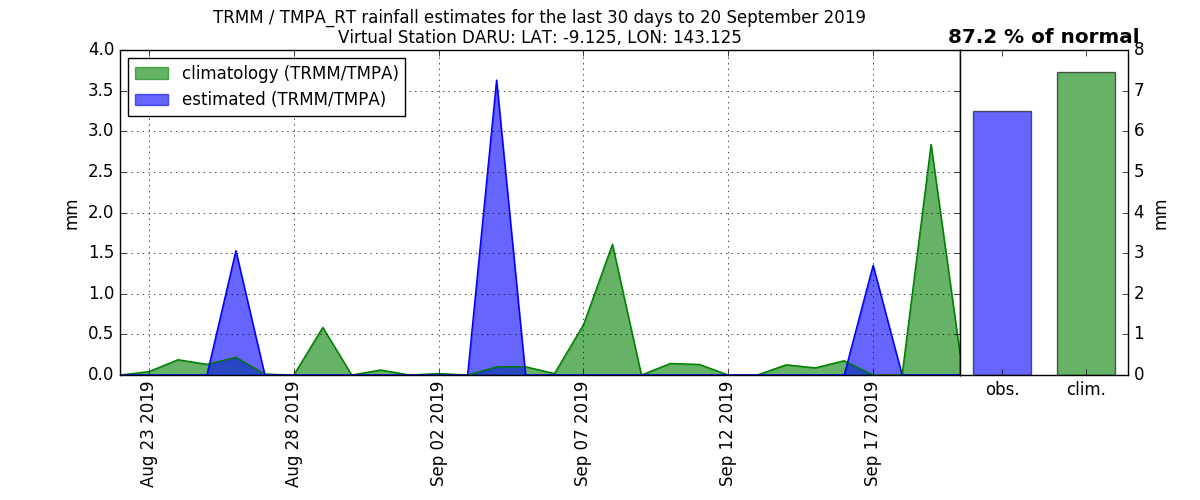 TRMM / TMPA_RT rainfall estimates for the last 30 days to 20 September 2019
Virtual Station DARU: LAT: -9.125, LON: 143.125
87.2 % of normal
climatology (TRMM/TMPA)
estimated (TRMM/TMPA)
4.0
3.5
3.0
2.5
2.0
1.5
1.0
0.5
0.0
mm
Aug 23 2019
Aug 28 2019
Sep 02 2019
Sep 07 2019
Sep 12 2019
Sep 17 2019
obs.
clim.
8
7
6
5
4
3
2
1
0
mm